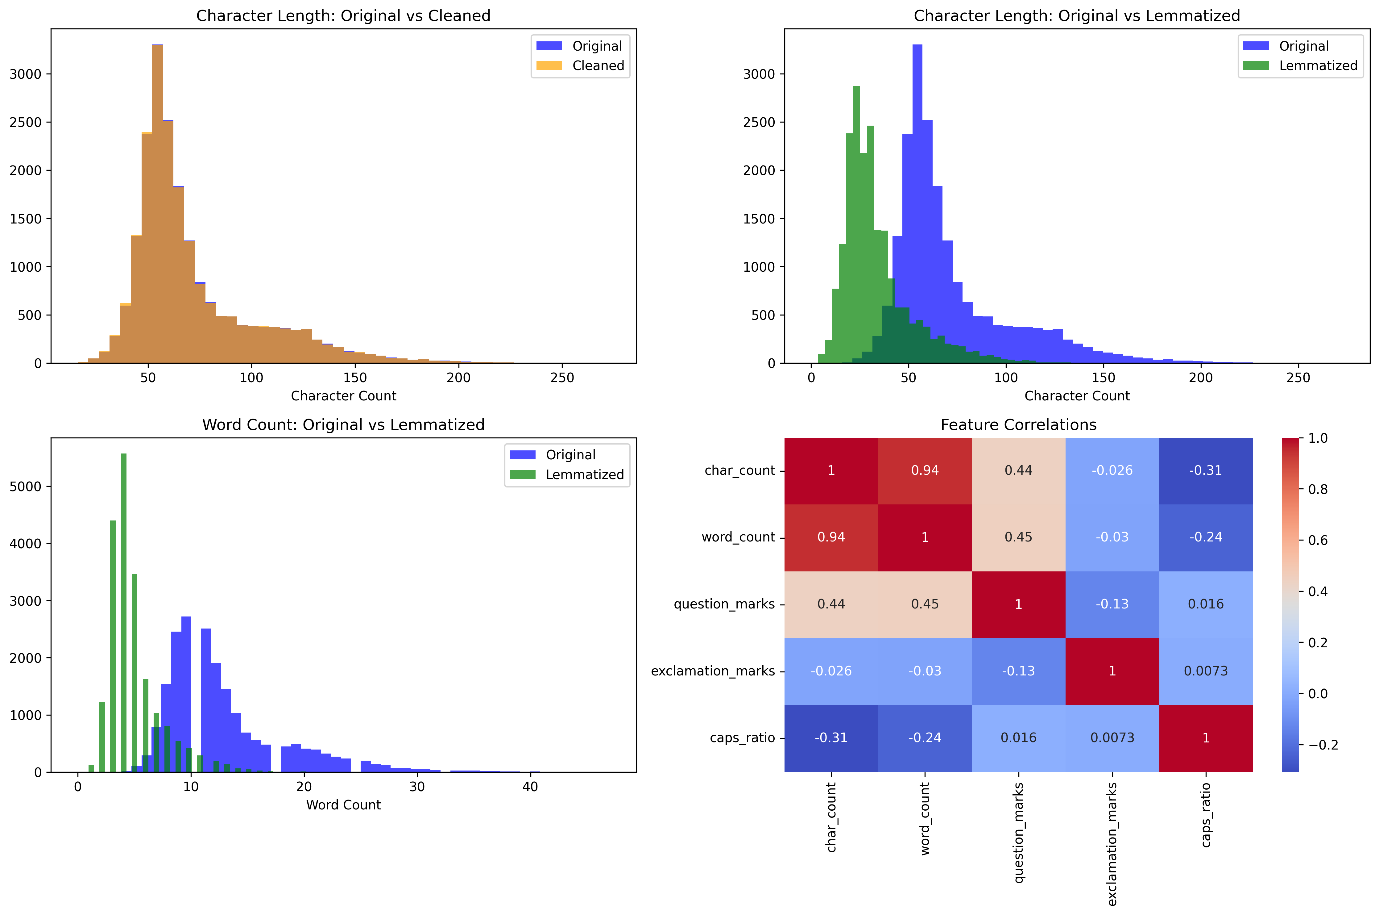 Character Length: Original vs Cleaned
Original
Cleaned
3000
2500
2000
1500
1000
500
0
50 100 150 200 250
Character Count
Character Length: Original vs Lemmatized
Original
Lemmatized
3000
2500
2000
1500
1000
500
0
0 50 100 150 200 250
Character Count
Word Count: Original vs Lemmatized
Original
Lemmatized
5000
4000
3000
2000
1000
0
0 10 20 30 40
Word Count
Feature Correlations
char_count 1 0.94 0.44 -0.026 -0.31
word_count 0.94 1 0.45 -0.03 -0.24
question_marks 0.44 0.45 1 -0.13 0.016
exclamation_marks -0.026 -0.03 -0.13 1 0.0073
caps_ratio -0.31 -0.24 0.016 0.0073 1
char_count
word_count
question_marks
exclamation_marks
caps_ratio
1.0
0.8
0.6
0.4
0.2
0.0
−0.2